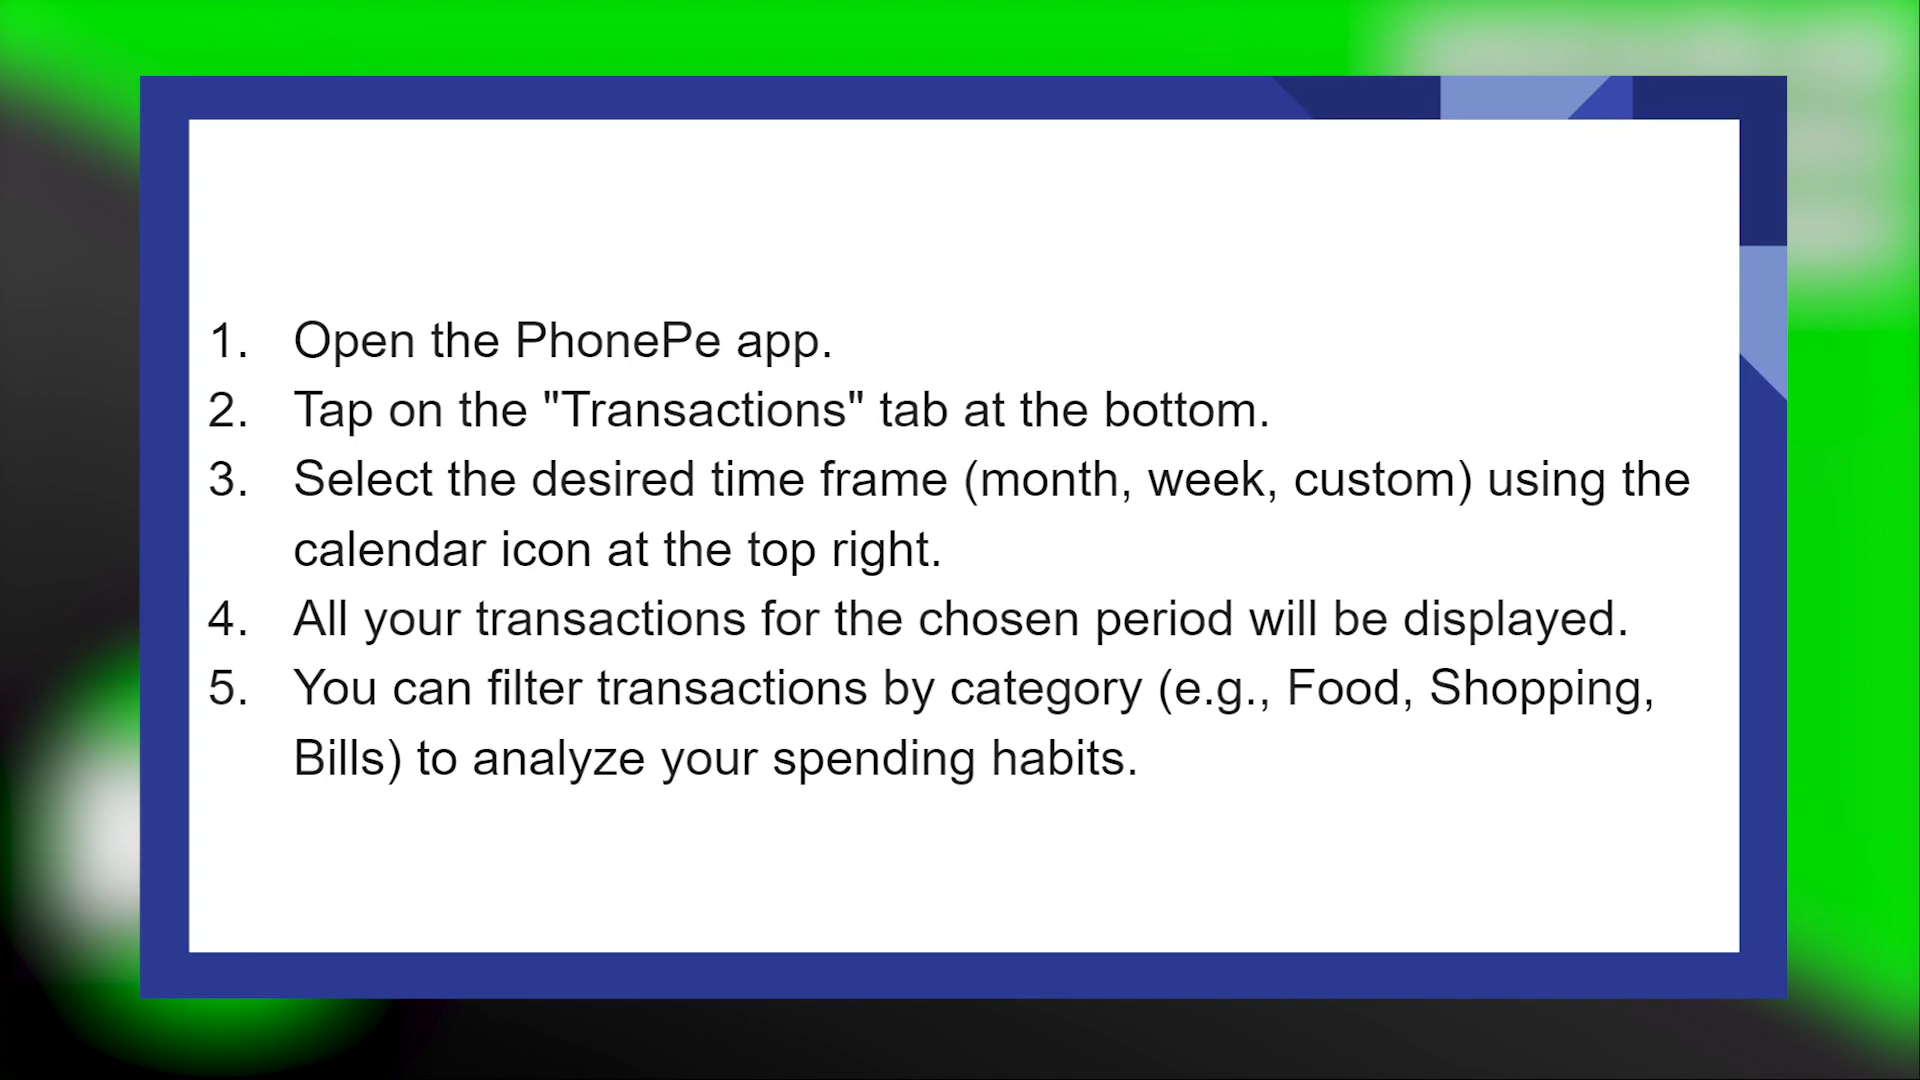 1. Open the PhonePe app.
2. Tap on the "Transactions" tab at the bottom.
3. Select the desired time frame (month, week, custom) using the
calendar icon at the top right.
4. All your transactions for the chosen period will be displayed.
5. You can filter transactions by category (e.g., Food, Shopping,
Bills) to analyze your spending habits.